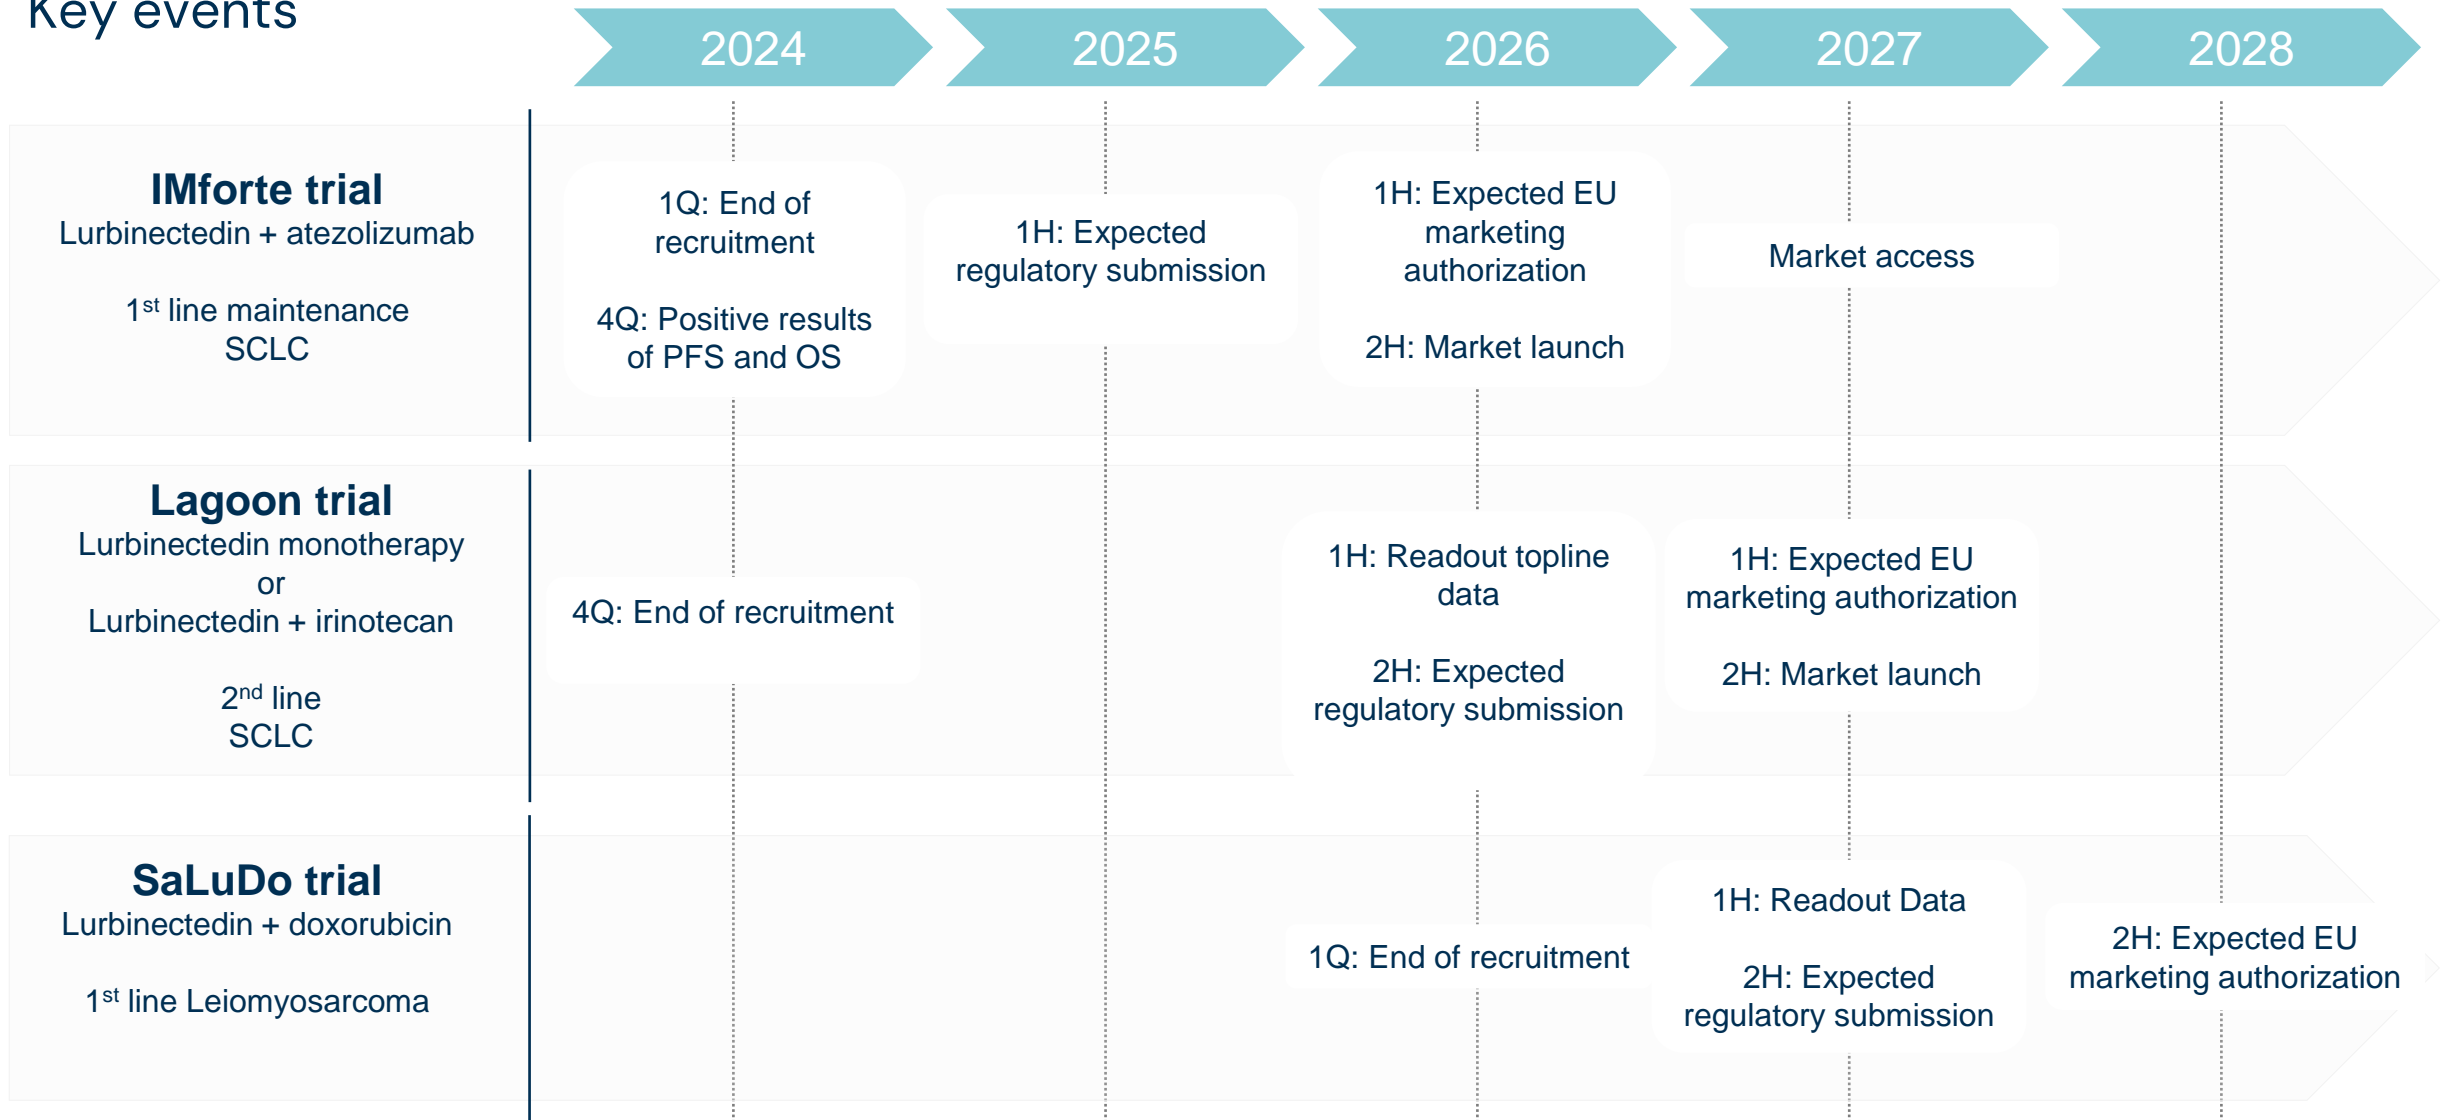 Key events
2024
2025
2026
2027
2028
IMforte trial
Lurbinectedin + atezolizumab
1st line maintenance
SCLC
1Q: End of
recruitment
4Q: Positive results
of PFS and OS
1H: Expected
regulatory submission
1H: Expected EU
marketing
authorization
2H: Market launch
Market access
Lagoon trial
Lurbinectedin monotherapy
or
Lurbinectedin + irinotecan
2nd line
SCLC
4Q: End of recruitment
1H: Readout topline
data
2H: Expected
regulatory submission
1H: Expected EU
marketing authorization
2H: Market launch
SaLuDo trial
Lurbinectedin + doxorubicin
1st line Leiomyosarcoma
1Q: End of recruitment
1H: Readout Data
2H: Expected
regulatory submission
2H: Expected EU
marketing authorization